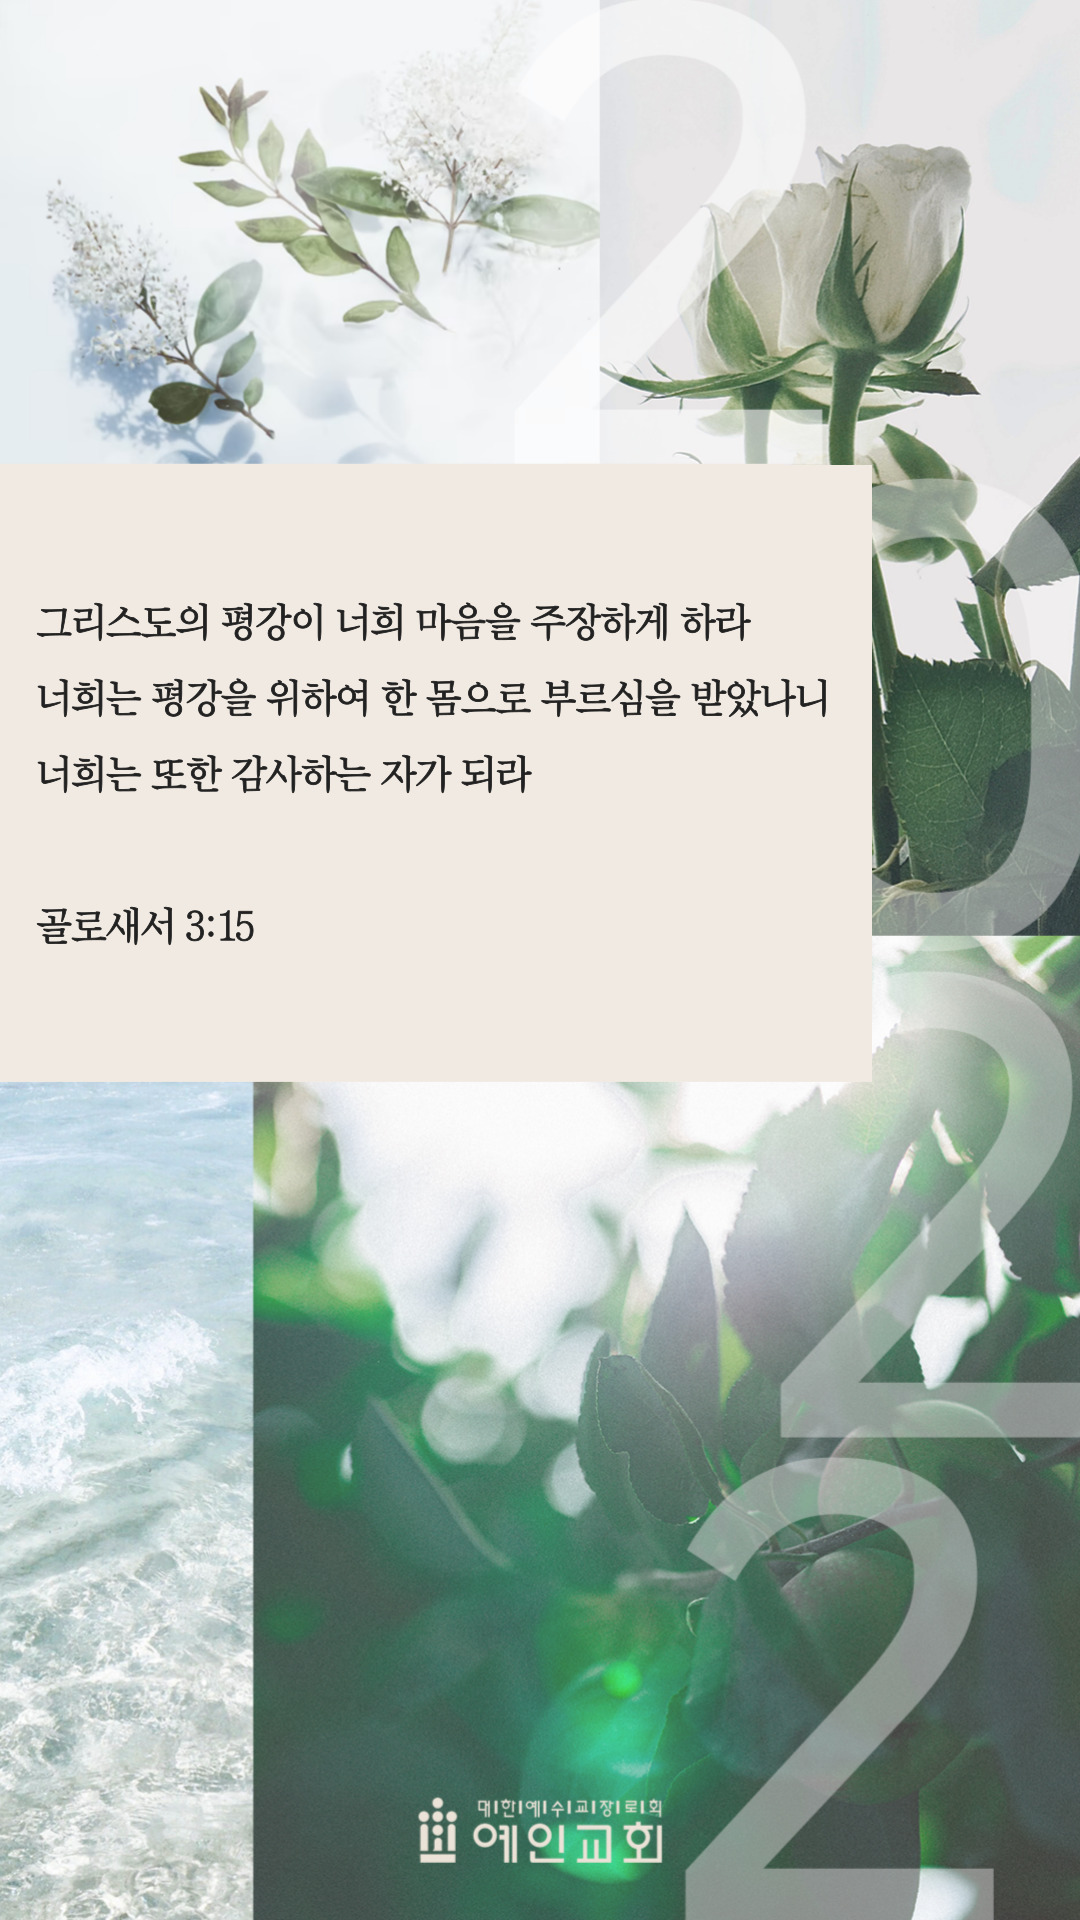 2
0
2
2
그리스도의 평강이 너희 마음을 주장하게 하라
너희는 평강을 위하여 한 몸으로 부르심을 받았나니
너희는 또한 감사하는 자가 되라
골로새서 3:15
대한예수교장로회
예인교회